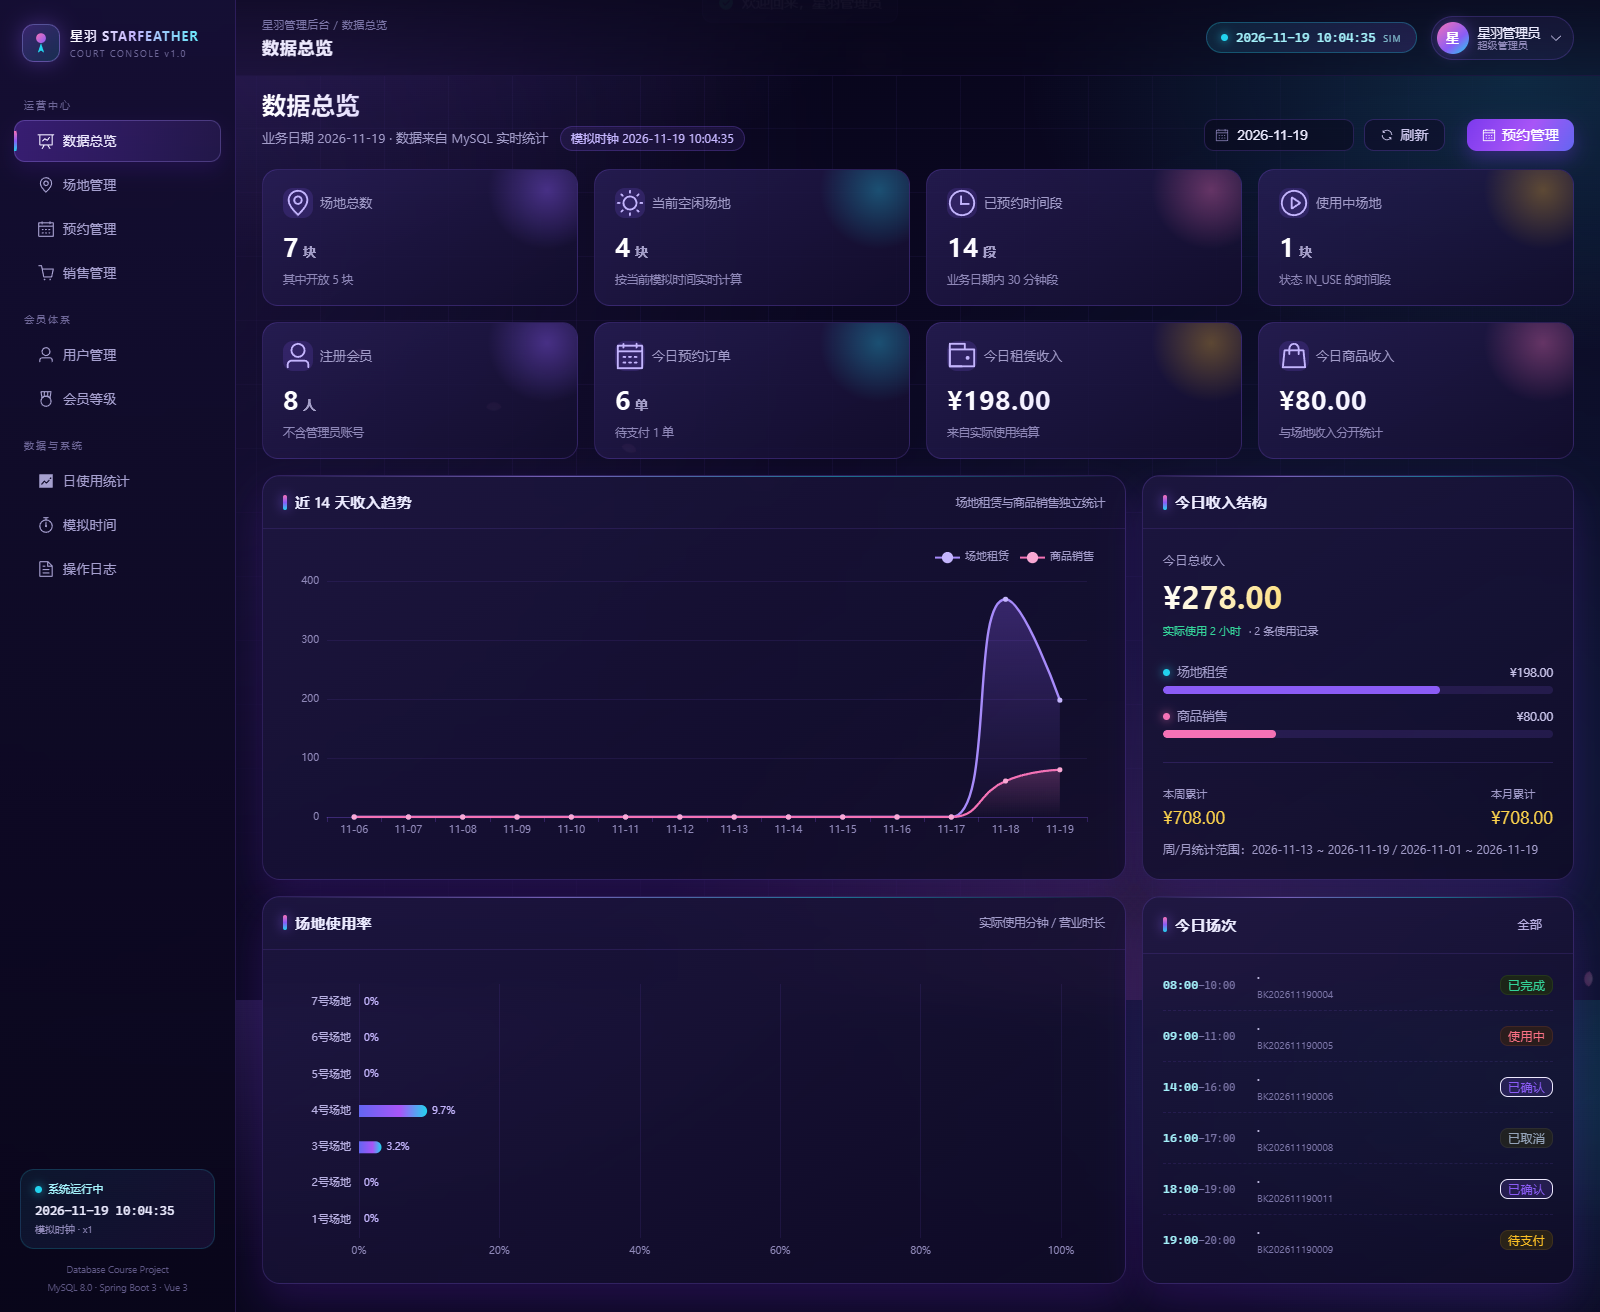 星羽 STARFEATHER
COURT CONSOLE v1.0
运营中心
数据总览
场地管理
预约管理
销售管理
会员体系
用户管理
会员等级
数据与系统
日使用统计
模拟时间
操作日志
系统运行中
2026-11-19 10:04:35
模拟时钟 · x1
Database Course Project
MySQL 8.0 · Spring Boot 3 · Vue 3
星羽管理后台 / 数据总览
数据总览
2026-11-19 10:04:35 SIM
星
星羽管理员
超级管理员
数据总览
业务日期 2026-11-19 · 数据来自 MySQL 实时统计
模拟时钟 2026-11-19 10:04:35
2026-11-19
刷新
预约管理
场地总数
7 块
其中开放 5 块
当前空闲场地
4 块
按当前模拟时间实时计算
已预约时间段
14 段
业务日期内 30 分钟段
使用中场地
1 块
状态 IN_USE 的时间段
注册会员
8 人
不含管理员账号
今日预约订单
6 单
待支付 1 单
今日租赁收入
¥198.00
来自实际使用结算
今日商品收入
¥80.00
与场地收入分开统计
近 14 天收入趋势
场地租赁与商品销售独立统计
场地租赁
商品销售
400
300
200
100
0
11-06 11-07 11-08 11-09 11-10 11-11 11-12 11-13 11-14 11-15 11-16 11-17 11-18 11-19
今日收入结构
今日总收入
¥278.00
实际使用 2 小时 · 2 条使用记录
场地租赁 ¥198.00
商品销售 ¥80.00
本周累计
¥708.00
本月累计
¥708.00
周/月统计范围：2026-11-13 ~ 2026-11-19 / 2026-11-01 ~ 2026-11-19
场地使用率
实际使用分钟 / 营业时长
7号场地 0%
6号场地 0%
5号场地 0%
4号场地 9.7%
3号场地 3.2%
2号场地 0%
1号场地 0%
0% 20% 40% 60% 80% 100%
今日场次
全部
08:00–10:00
·
BK202611190004
已完成
09:00–11:00
·
BK202611190005
使用中
14:00–16:00
·
BK202611190006
已确认
16:00–17:00
·
BK202611190008
已取消
18:00–19:00
·
BK202611190011
已确认
19:00–20:00
·
BK202611190009
待支付